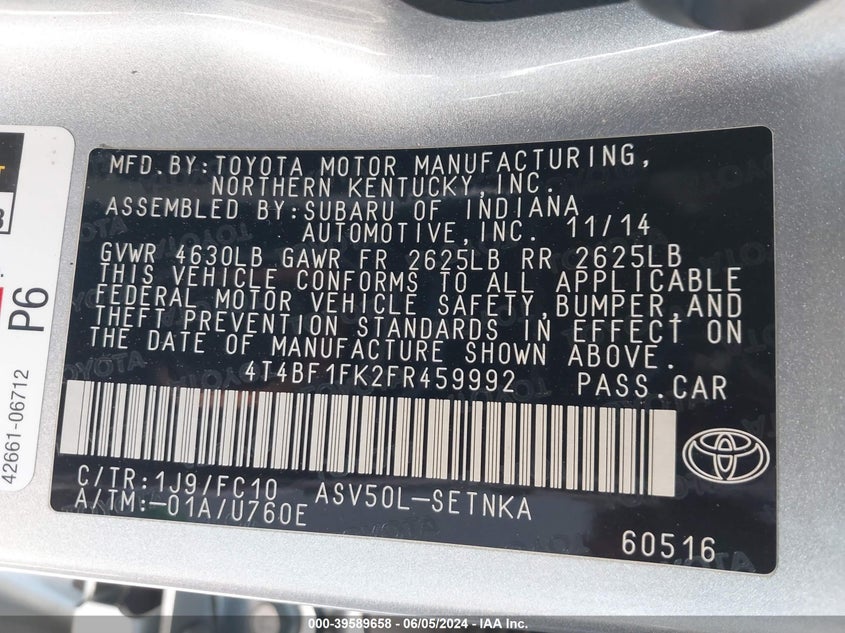 MFD.BY:TOYOTA MOTOR MANUFACTURING,
NORTHERN KENTUCKY,INC.
ASSEMBLED BY:SUBARU OF INDIANA
AUTOMOTIVE,INC. 11/14
GVWR 4630LB GAWR FR 2625LB RR 2625LB
THIS VEHICLE CONFORMS TO ALL APPLICABLE
FEDERAL MOTOR VEHICLE SAFETY,BUMPER,AND
THEFT PREVENTION STANDARDS IN EFFECT ON
THE DATE OF MANUFACTURE SHOWN ABOVE.
4T4BF1FK2FR459992 PASS.CAR
C/TR:1J9/FC10 ASV50L-SETNKA
A/TM:-01A/U760E
60516
P6
42661-06712
000-39589658 - 06/05/2024 - IAA Inc.